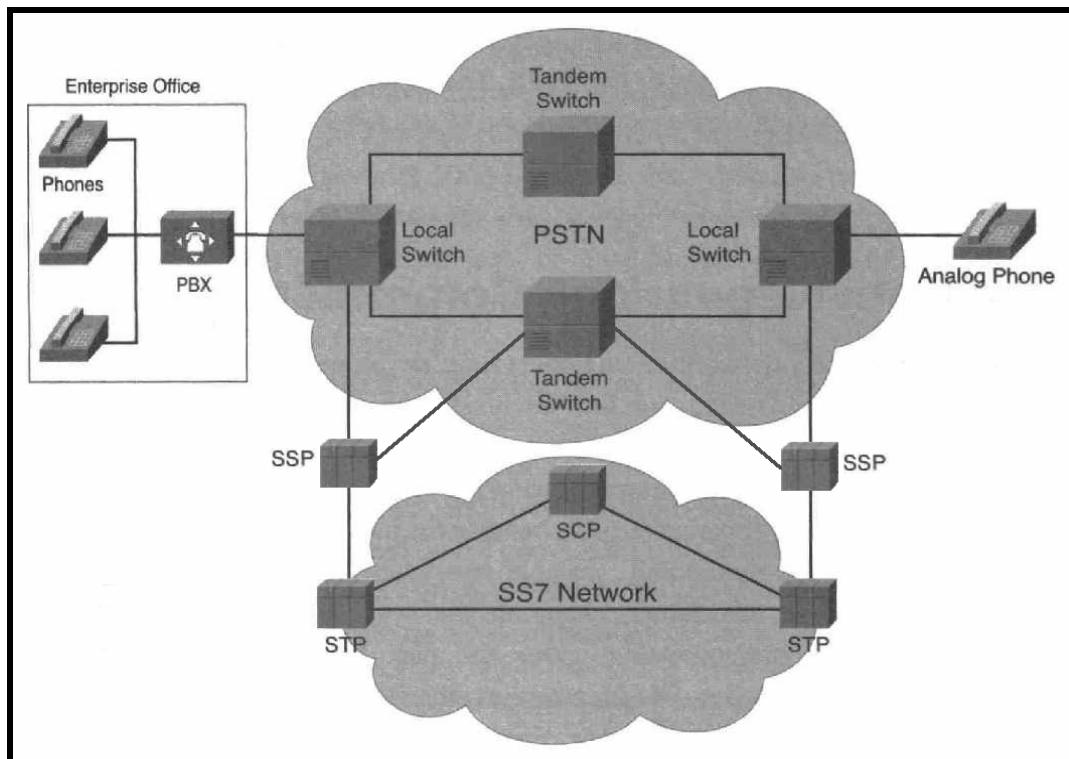 Enterprise Office
Phones
PBX
Tandem
Switch
Local
Switch
PSTN
Local
Switch
Analog Phone
Tandem
Switch
SSP
SSP
SCP
SS7 Network
STP
STP